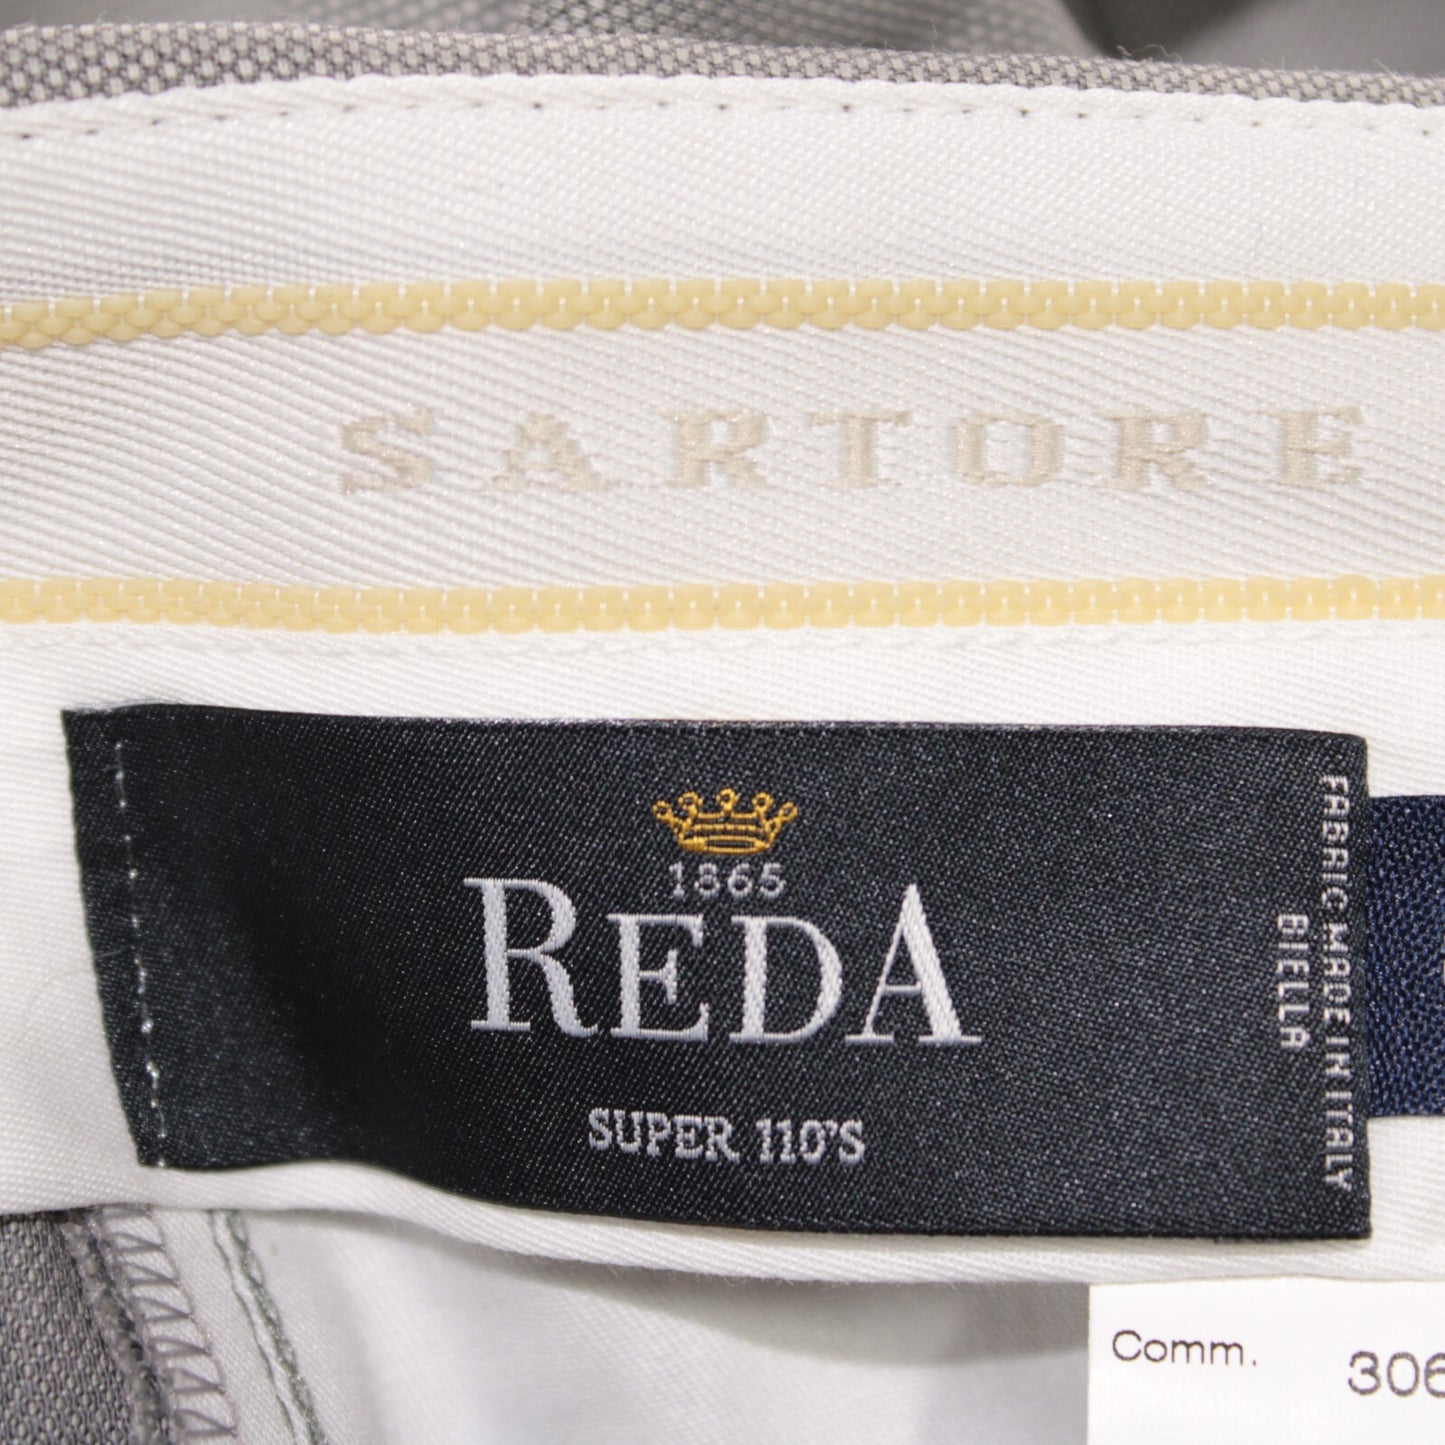 SARTORE
1865
REDA
SUPER 110'S
FABRIC MADE IN ITALY
BIELLA
Comm. 306